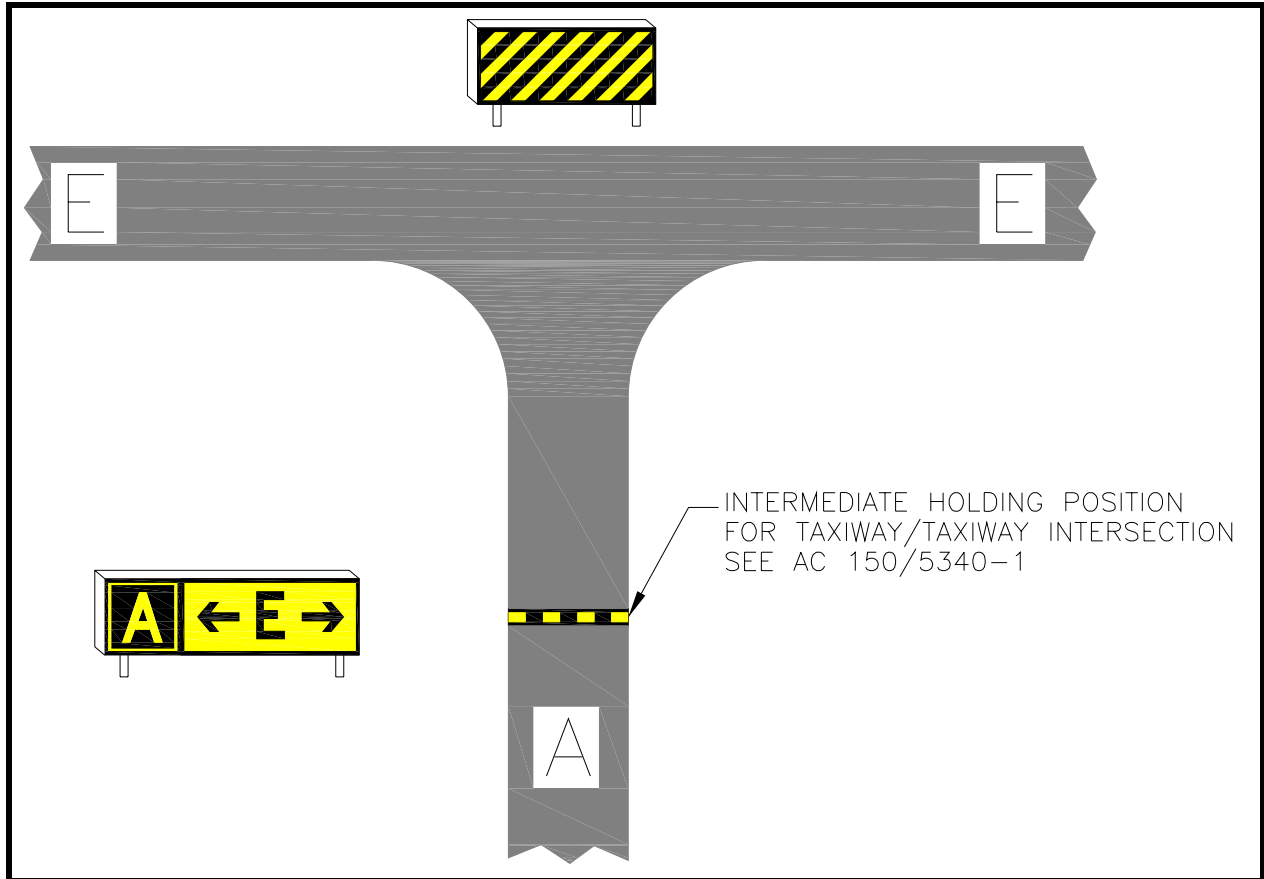 E E
INTERMEDIATE HOLDING POSITION
FOR TAXIWAY/TAXIWAY INTERSECTION
SEE AC 150/5340-1
A ← E →
A